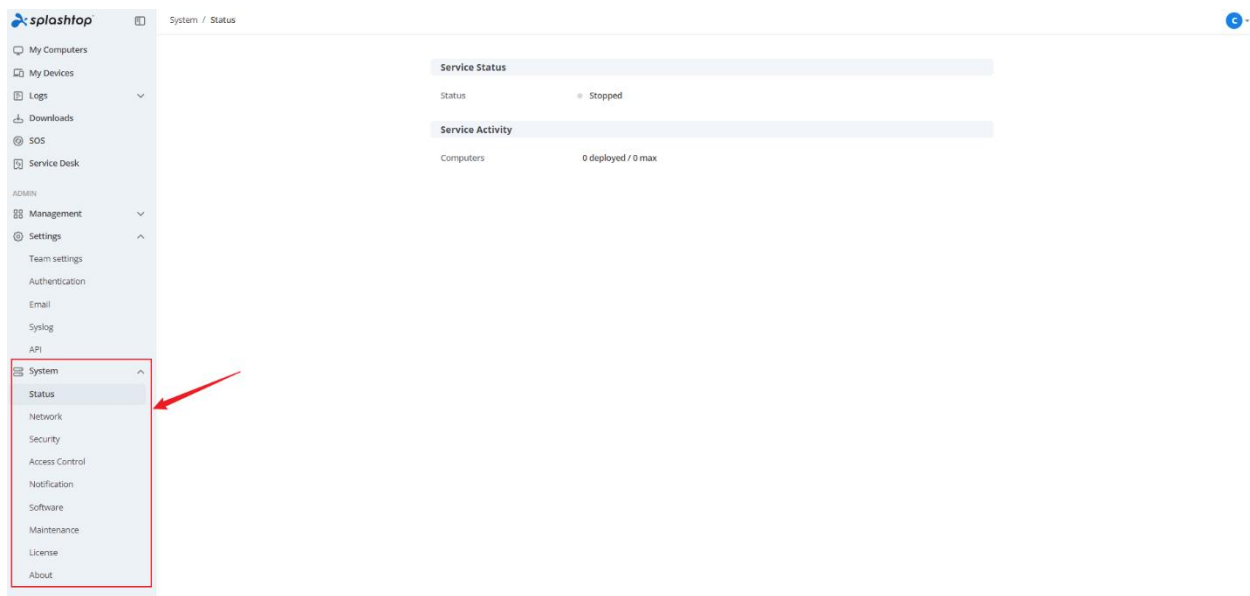 splashtop
System / Status
C
My Computers
My Devices
Logs
Downloads
SOS
Service Desk
ADMIN
Management
Settings
Team settings
Authentication
Email
Syslog
API
System
Status
Network
Security
Access Control
Notification
Software
Maintenance
License
About
Service Status
Status Stopped
Service Activity
Computers 0 deployed / 0 max